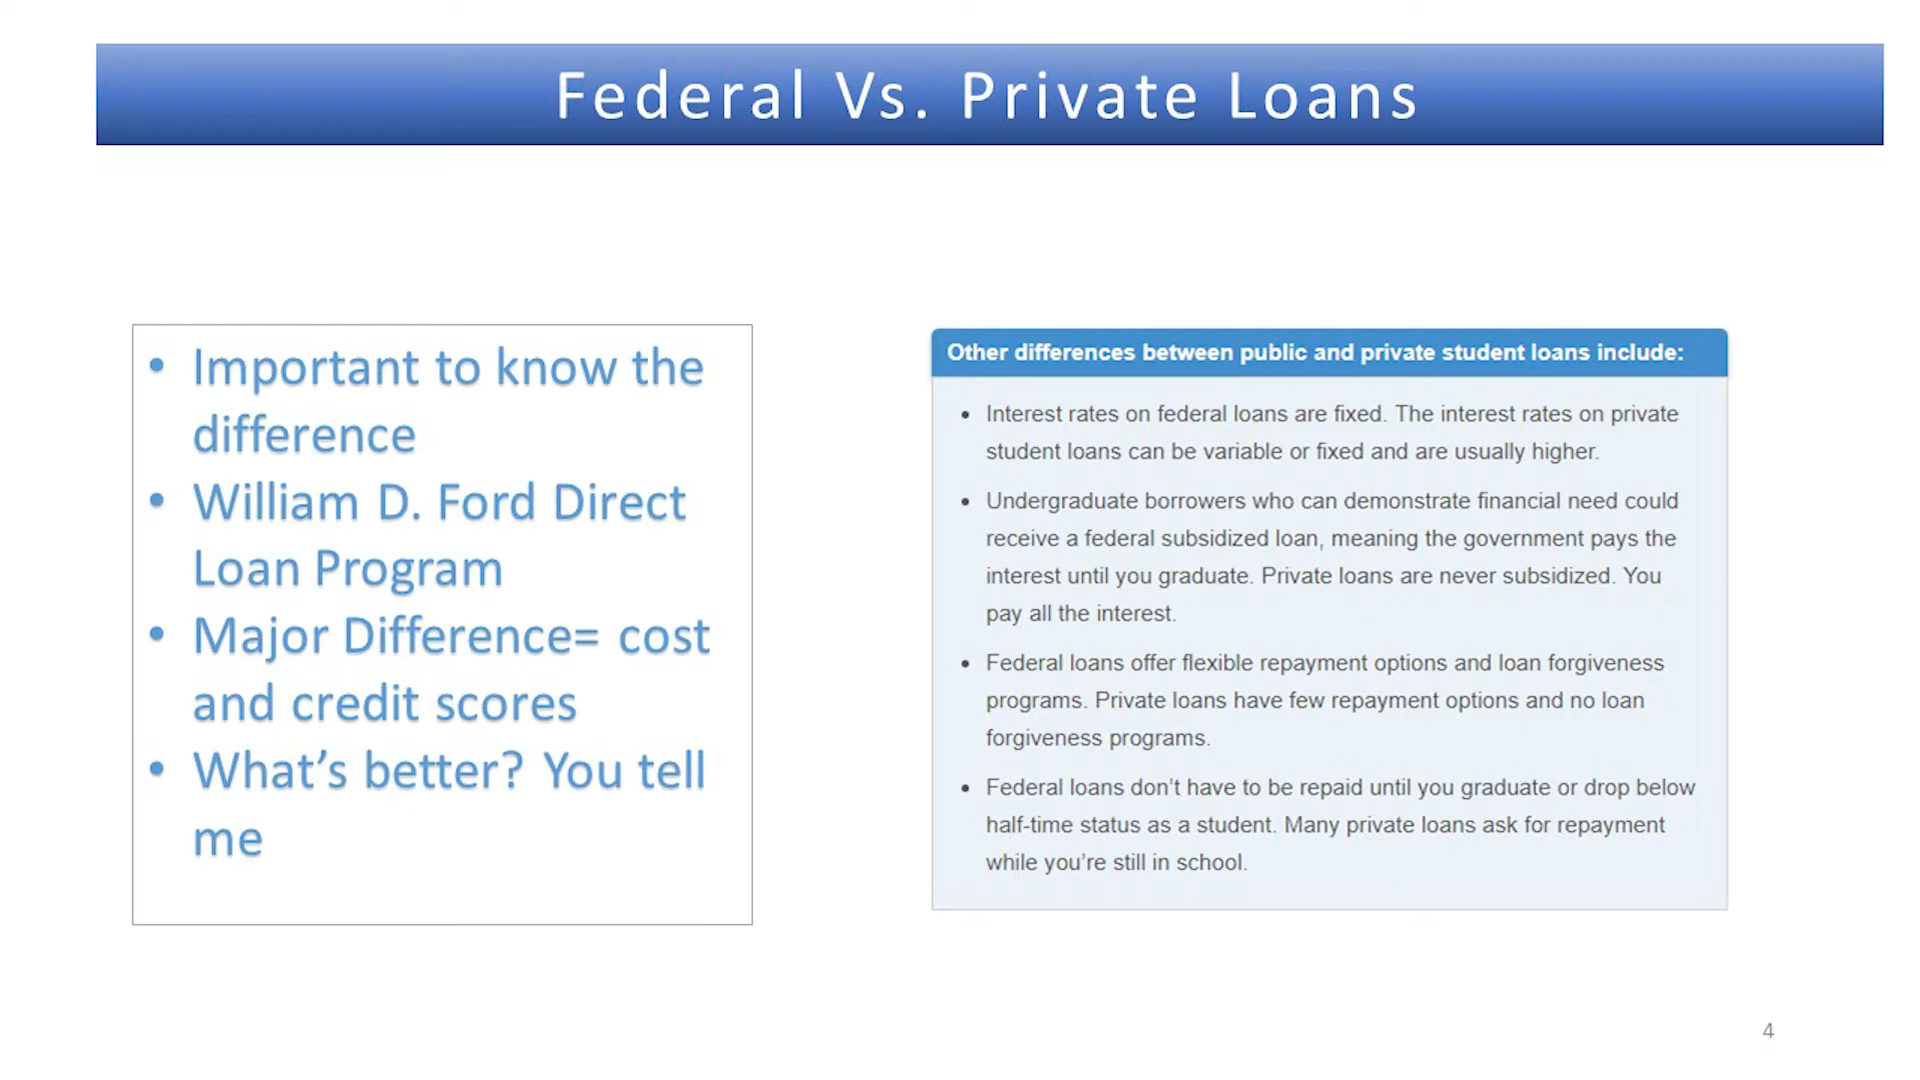 Federal Vs. Private Loans
• Important to know the
difference
• William D. Ford Direct
Loan Program
• Major Difference= cost
and credit scores
• What’s better? You tell
me
Other differences between public and private student loans include:
• Interest rates on federal loans are fixed. The interest rates on private
student loans can be variable or fixed and are usually higher.
• Undergraduate borrowers who can demonstrate financial need could
receive a federal subsidized loan, meaning the government pays the
interest until you graduate. Private loans are never subsidized. You
pay all the interest.
• Federal loans offer flexible repayment options and loan forgiveness
programs. Private loans have few repayment options and no loan
forgiveness programs.
• Federal loans don’t have to be repaid until you graduate or drop below
half-time status as a student. Many private loans ask for repayment
while you’re still in school.
4